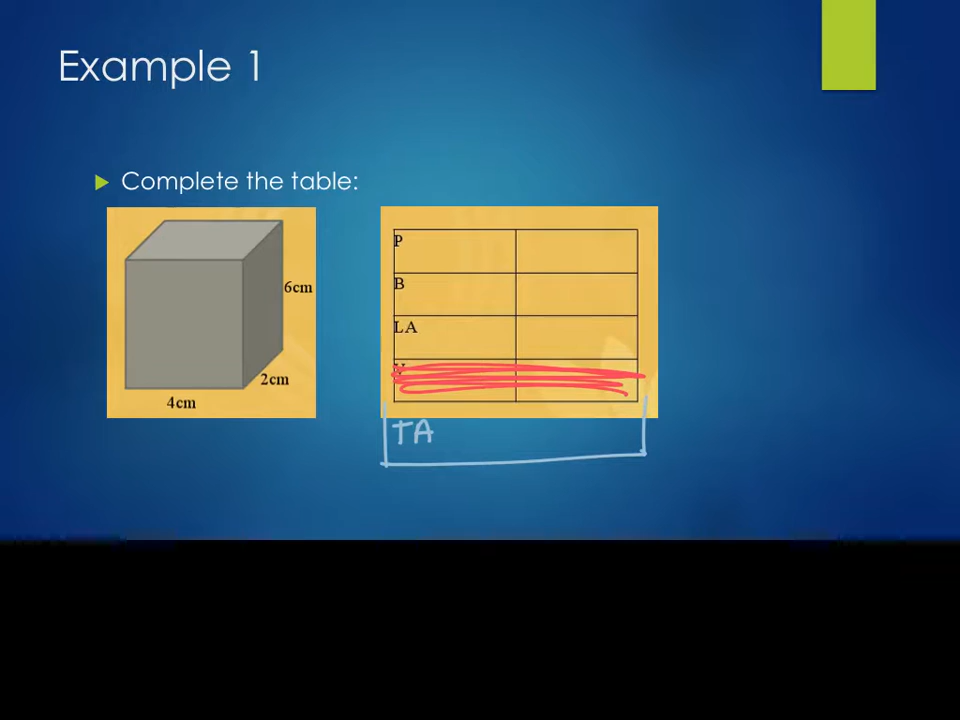 Example 1
Complete the table:
6cm
2cm
4cm
P
B
LA
V
TA